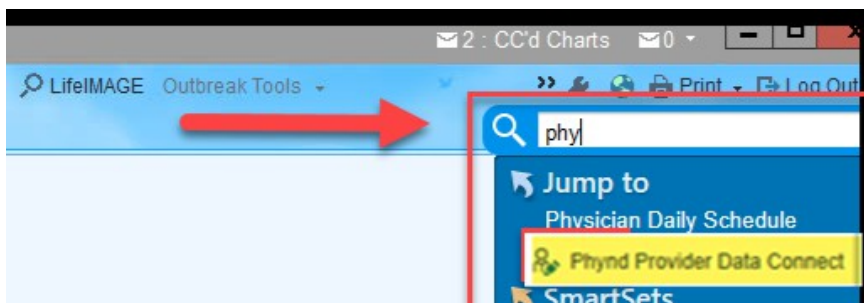 2 : CC'd Charts 0
LifeIMAGE Outbreak Tools Print Log Out
phy
Jump to
Physician Daily Schedule
Phynd Provider Data Connect
SmartSets